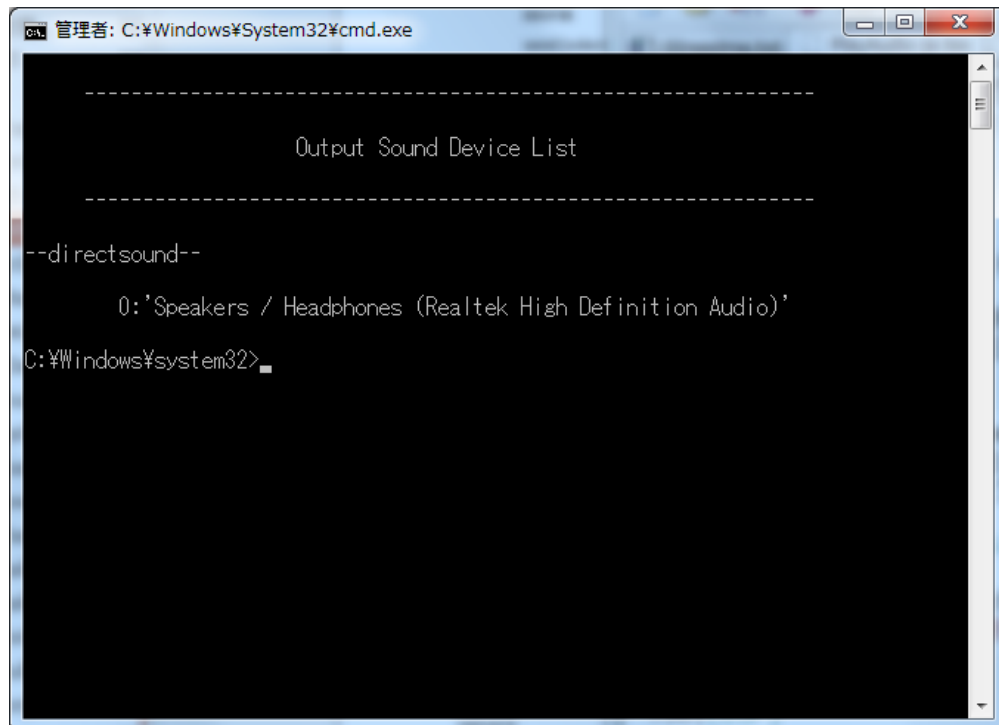 管理者: C:¥Windows¥System32¥cmd.exe
--------------------------------------------------------------
Output Sound Device List
--------------------------------------------------------------
--directsound--
0:'Speakers / Headphones (Realtek High Definition Audio)'
C:¥Windows¥system32>